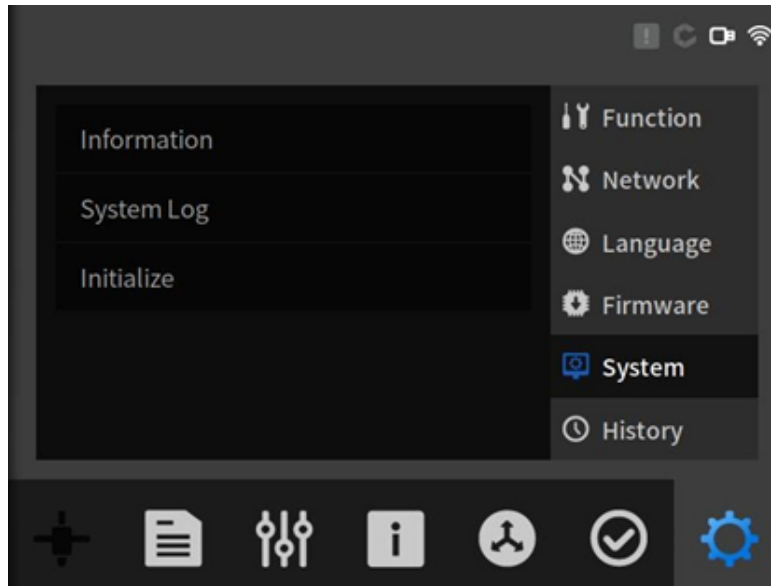 Information
System Log
Initialize
Function
Network
Language
Firmware
System
History